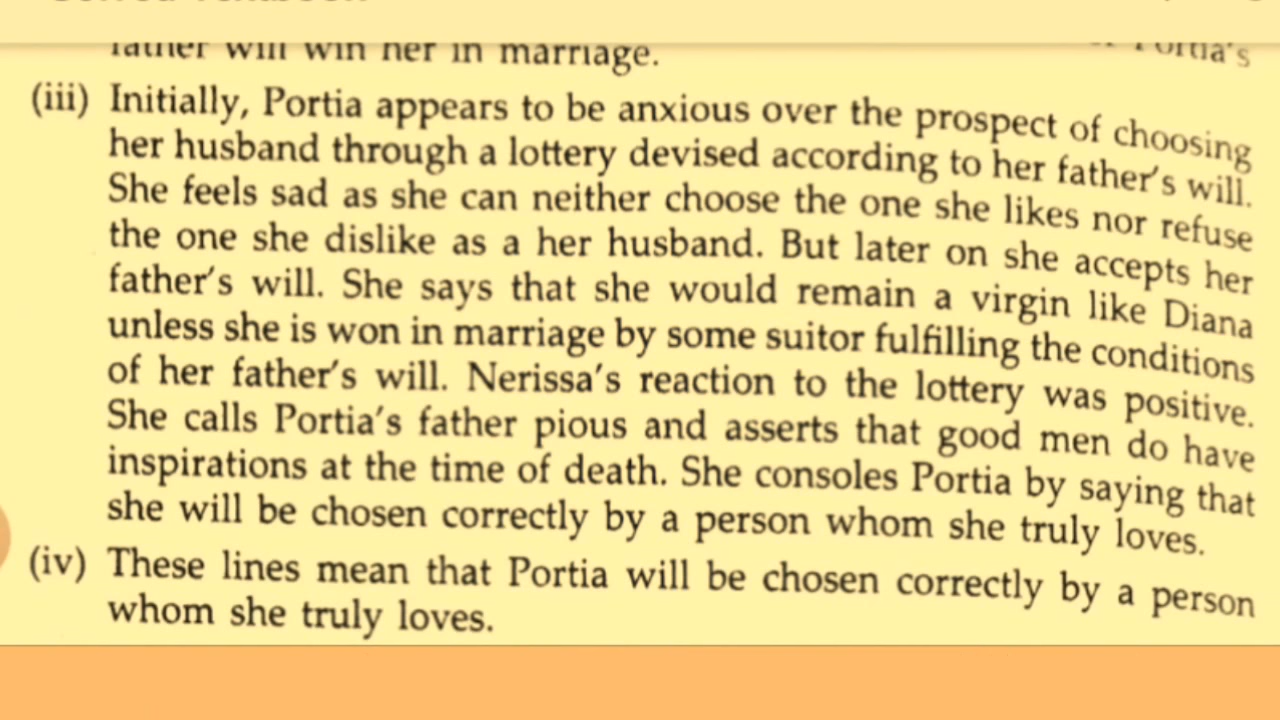 father will win her in marriage.
Portia's
(iii) Initially, Portia appears to be anxious over the prospect of choosing
her husband through a lottery devised according to her father's will.
She feels sad as she can neither choose the one she likes nor refuse
the one she dislike as a her husband. But later on she accepts her
father's will. She says that she would remain a virgin like Diana
unless she is won in marriage by some suitor fulfilling the conditions
of her father's will. Nerissa's reaction to the lottery was positive.
She calls Portia's father pious and asserts that good men do have
inspirations at the time of death. She consoles Portia by saying that
she will be chosen correctly by a person whom she truly loves.
(iv) These lines mean that Portia will be chosen correctly by a person
whom she truly loves.